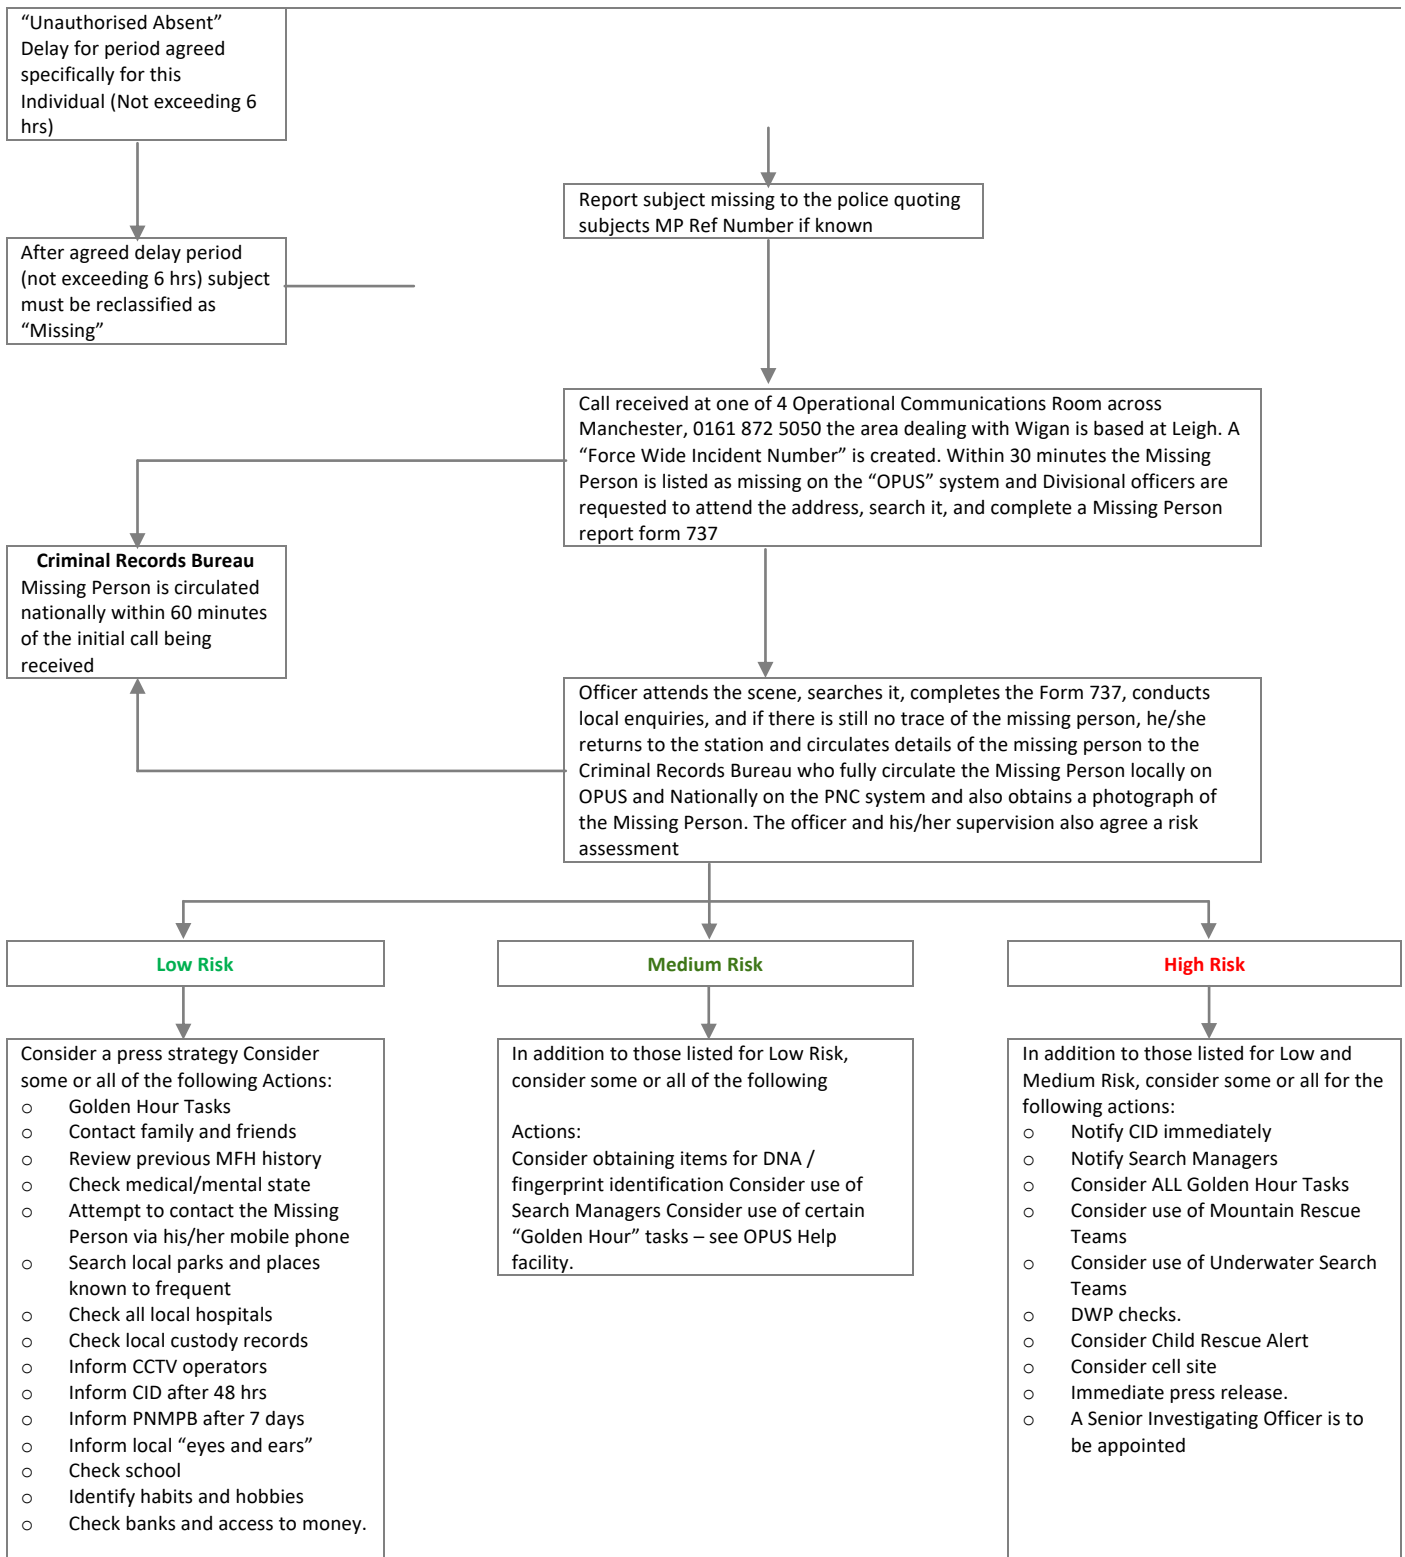 “Unauthorised Absent”
Delay for period agreed
specifically for this
Individual (Not exceeding 6
hrs)
Report subject missing to the police quoting
subjects MP Ref Number if known
After agreed delay period
(not exceeding 6 hrs) subject
must be reclassified as
“Missing”
Call received at one of 4 Operational Communications Room across
Manchester, 0161 872 5050 the area dealing with Wigan is based at Leigh. A
“Force Wide Incident Number” is created. Within 30 minutes the Missing
Person is listed as missing on the “OPUS” system and Divisional officers are
requested to attend the address, search it, and complete a Missing Person
report form 737
Criminal Records Bureau
Missing Person is circulated
nationally within 60 minutes
of the initial call being
received
Officer attends the scene, searches it, completes the Form 737, conducts
local enquiries, and if there is still no trace of the missing person, he/she
returns to the station and circulates details of the missing person to the
Criminal Records Bureau who fully circulate the Missing Person locally on
OPUS and Nationally on the PNC system and also obtains a photograph of
the Missing Person. The officer and his/her supervision also agree a risk
assessment
Low Risk
Medium Risk
High Risk
Consider a press strategy Consider
some or all of the following Actions:
o Golden Hour Tasks
o Contact family and friends
o Review previous MFH history
o Check medical/mental state
o Attempt to contact the Missing
Person via his/her mobile phone
o Search local parks and places
known to frequent
o Check all local hospitals
o Check local custody records
o Inform CCTV operators
o Inform CID after 48 hrs
o Inform PNMPB after 7 days
o Inform local “eyes and ears”
o Check school
o Identify habits and hobbies
o Check banks and access to money.
In addition to those listed for Low Risk,
consider some or all of the following
Actions:
Consider obtaining items for DNA /
fingerprint identification Consider use of
Search Managers Consider use of certain
“Golden Hour” tasks – see OPUS Help
facility.
In addition to those listed for Low and
Medium Risk, consider some or all for the
following actions:
o Notify CID immediately
o Notify Search Managers
o Consider ALL Golden Hour Tasks
o Consider use of Mountain Rescue
Teams
o Consider use of Underwater Search
Teams
o DWP checks.
o Consider Child Rescue Alert
o Consider cell site
o Immediate press release.
o A Senior Investigating Officer is to
be appointed